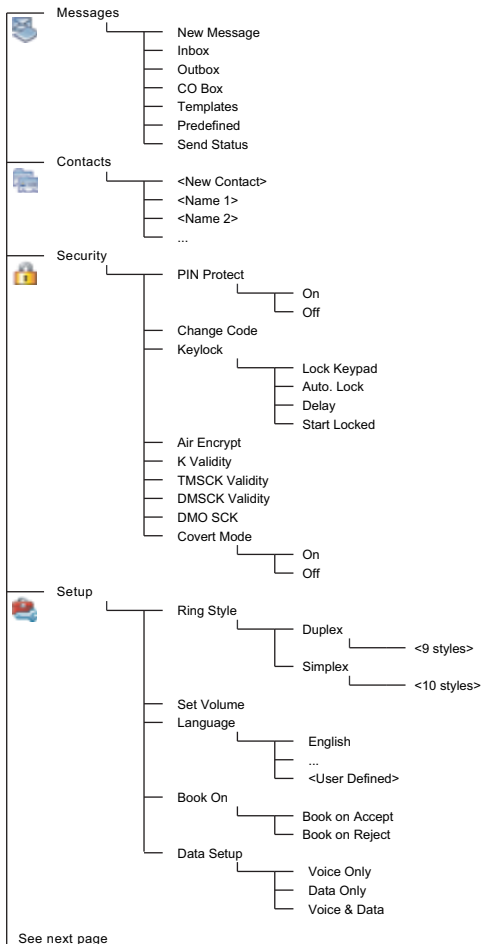 Messages
New Message
Inbox
Outbox
CO Box
Templates
Predefined
Send Status
Contacts
<New Contact>
<Name 1>
<Name 2>
...
Security
PIN Protect
On
Off
Change Code
Keylock
Lock Keypad
Auto. Lock
Delay
Start Locked
Air Encrypt
K Validity
TMSCK Validity
DMSCK Validity
DMO SCK
Covert Mode
On
Off
Setup
Ring Style
Duplex
<9 styles>
Simplex
<10 styles>
Set Volume
Language
English
...
<User Defined>
Book On
Book on Accept
Book on Reject
Data Setup
Voice Only
Data Only
Voice & Data
See next page